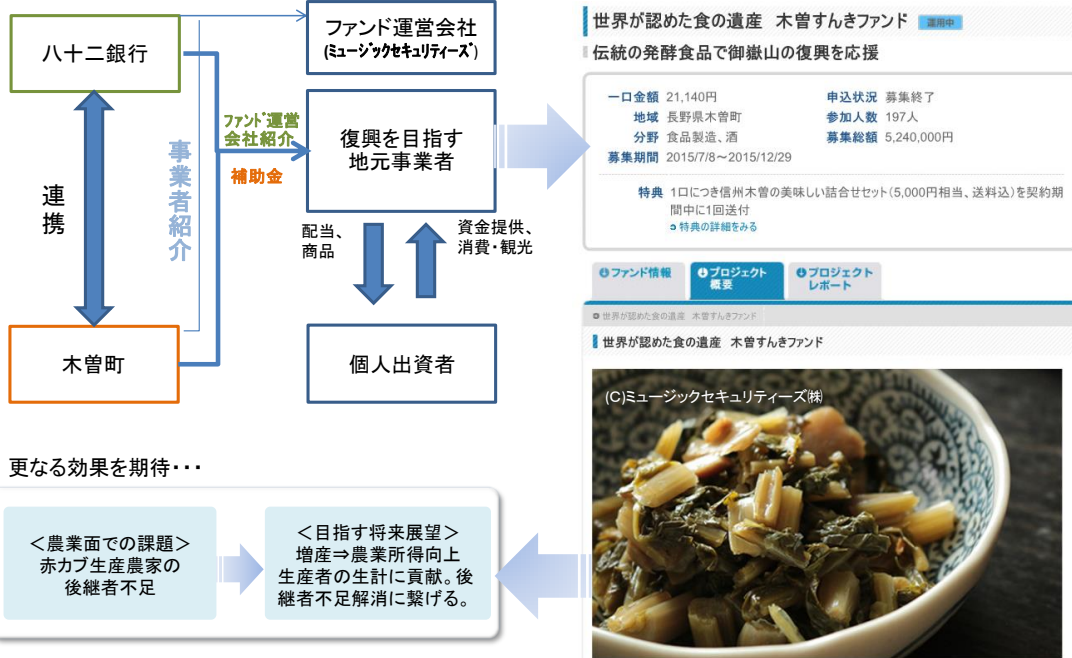 八十二銀行
連
携
木曽町
事
業
者
紹
介
ファンド運営
会社紹介
補助金
ファンド運営会社
(ミュージックセキュリティーズ)
復興を目指す
地元事業者
配当、
商品
資金提供、
消費・観光
個人出資者
世界が認めた食の遺産 木曽すんきファンド 運用中
伝統の発酵食品で御嶽山の復興を応援
一口金額 21,140円 申込状況 募集終了
地域 長野県木曽町 参加人数 197人
分野 食品製造、酒 募集総額 5,240,000円
募集期間 2015/7/8～2015/12/29
特典 1口につき信州木曽の美味しい詰合せセット(5,000円相当、送料込)を契約期
間中に1回送付
特典の詳細をみる
ファンド情報 プロジェクト プロジェクト
概要 レポート
世界が認めた食の遺産 木曽すんきファンド
世界が認めた食の遺産 木曽すんきファンド
(C)ミュージックセキュリティーズ㈱
更なる効果を期待・・・
＜農業面での課題＞
赤カブ生産農家の
後継者不足
＜目指す将来展望＞
増産⇒農業所得向上
生産者の生計に貢献。後
継者不足解消に繋げる。